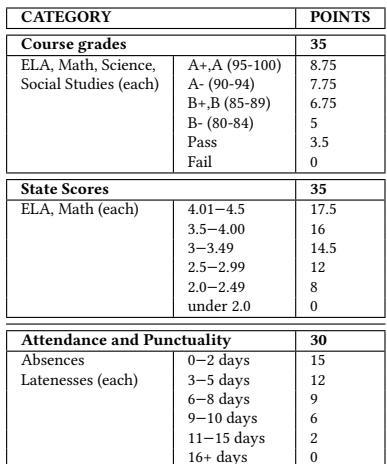 CATEGORY POINTS
Course grades 35
ELA, Math, Science, A+,A (95-100) 8.75
Social Studies (each) A- (90-94) 7.75
B+,B (85-89) 6.75
B- (80-84) 5
Pass 3.5
Fail 0
State Scores 35
ELA, Math (each) 4.01−4.5 17.5
3.5−4.00 16
3−3.49 14.5
2.5−2.99 12
2.0−2.49 8
under 2.0 0
Attendance and Punctuality 30
Absences 0−2 days 15
Latenesses (each) 3−5 days 12
6−8 days 9
9−10 days 6
11−15 days 2
16+ days 0